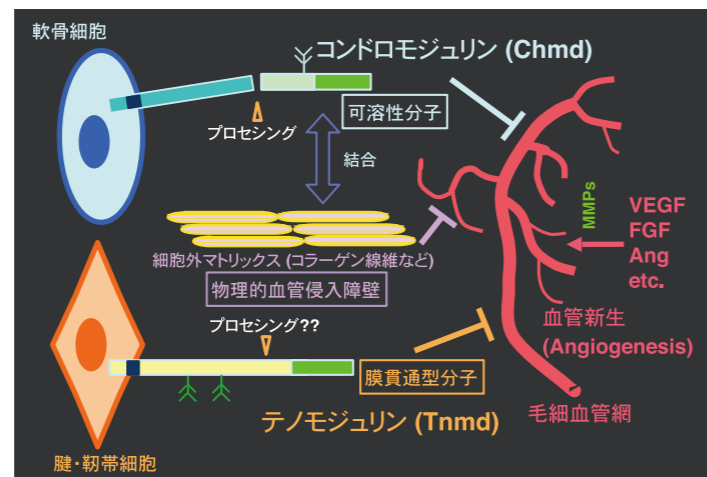 軟骨細胞
コンドロモジュリン (Chmd)
可溶性分子
プロセシング
結合
MMPs
VEGF
FGF
Ang
etc.
細胞外マトリックス (コラーゲン線維など)
物理的血管侵入障壁
血管新生
(Angiogenesis)
プロセシング??
膜貫通型分子
テノモジュリン (Tnmd)
毛細血管網
腱・靭帯細胞